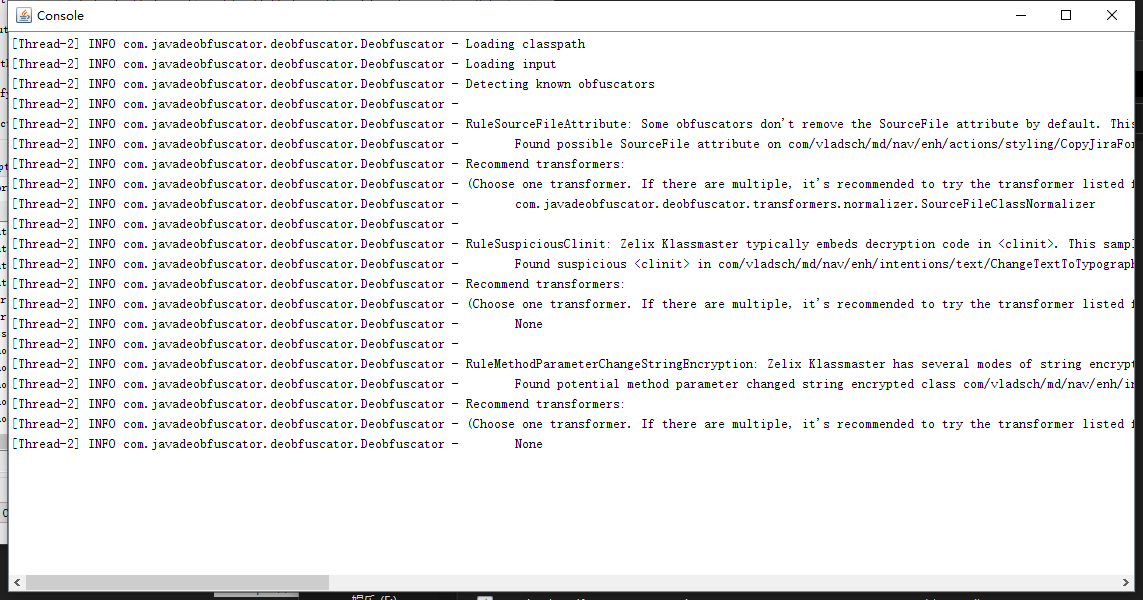 Console
[Thread-2] INFO com.javadeobfuscator.deobfuscator.Deobfuscator - Loading classpath
[Thread-2] INFO com.javadeobfuscator.deobfuscator.Deobfuscator - Loading input
[Thread-2] INFO com.javadeobfuscator.deobfuscator.Deobfuscator - Detecting known obfuscators
[Thread-2] INFO com.javadeobfuscator.deobfuscator.Deobfuscator -
[Thread-2] INFO com.javadeobfuscator.deobfuscator.Deobfuscator - RuleSourceFileAttribute: Some obfuscators don't remove the SourceFile attribute by default. This
[Thread-2] INFO com.javadeobfuscator.deobfuscator.Deobfuscator - Found possible SourceFile attribute on com/vladsch/md/nav/enh/actions/styling/CopyJiraFor
[Thread-2] INFO com.javadeobfuscator.deobfuscator.Deobfuscator - Recommend transformers:
[Thread-2] INFO com.javadeobfuscator.deobfuscator.Deobfuscator - (Choose one transformer. If there are multiple, it's recommended to try the transformer listed f
[Thread-2] INFO com.javadeobfuscator.deobfuscator.Deobfuscator - com.javadeobfuscator.deobfuscator.transformers.normalizer.SourceFileClassNormalizer
[Thread-2] INFO com.javadeobfuscator.deobfuscator.Deobfuscator -
[Thread-2] INFO com.javadeobfuscator.deobfuscator.Deobfuscator - RuleSuspiciousClinit: Zelix Klassmaster typically embeds decryption code in <clinit>. This sampl
[Thread-2] INFO com.javadeobfuscator.deobfuscator.Deobfuscator - Found suspicious <clinit> in com/vladsch/md/nav/enh/intentions/text/ChangeTextToTypograph
[Thread-2] INFO com.javadeobfuscator.deobfuscator.Deobfuscator - Recommend transformers:
[Thread-2] INFO com.javadeobfuscator.deobfuscator.Deobfuscator - (Choose one transformer. If there are multiple, it's recommended to try the transformer listed f
[Thread-2] INFO com.javadeobfuscator.deobfuscator.Deobfuscator - None
[Thread-2] INFO com.javadeobfuscator.deobfuscator.Deobfuscator -
[Thread-2] INFO com.javadeobfuscator.deobfuscator.Deobfuscator - RuleMethodParameterChangeStringEncryption: Zelix Klassmaster has several modes of string encrypt
[Thread-2] INFO com.javadeobfuscator.deobfuscator.Deobfuscator - Found potential method parameter changed string encrypted class com/vladsch/md/nav/enh/in
[Thread-2] INFO com.javadeobfuscator.deobfuscator.Deobfuscator - Recommend transformers:
[Thread-2] INFO com.javadeobfuscator.deobfuscator.Deobfuscator - (Choose one transformer. If there are multiple, it's recommended to try the transformer listed f
[Thread-2] INFO com.javadeobfuscator.deobfuscator.Deobfuscator - None